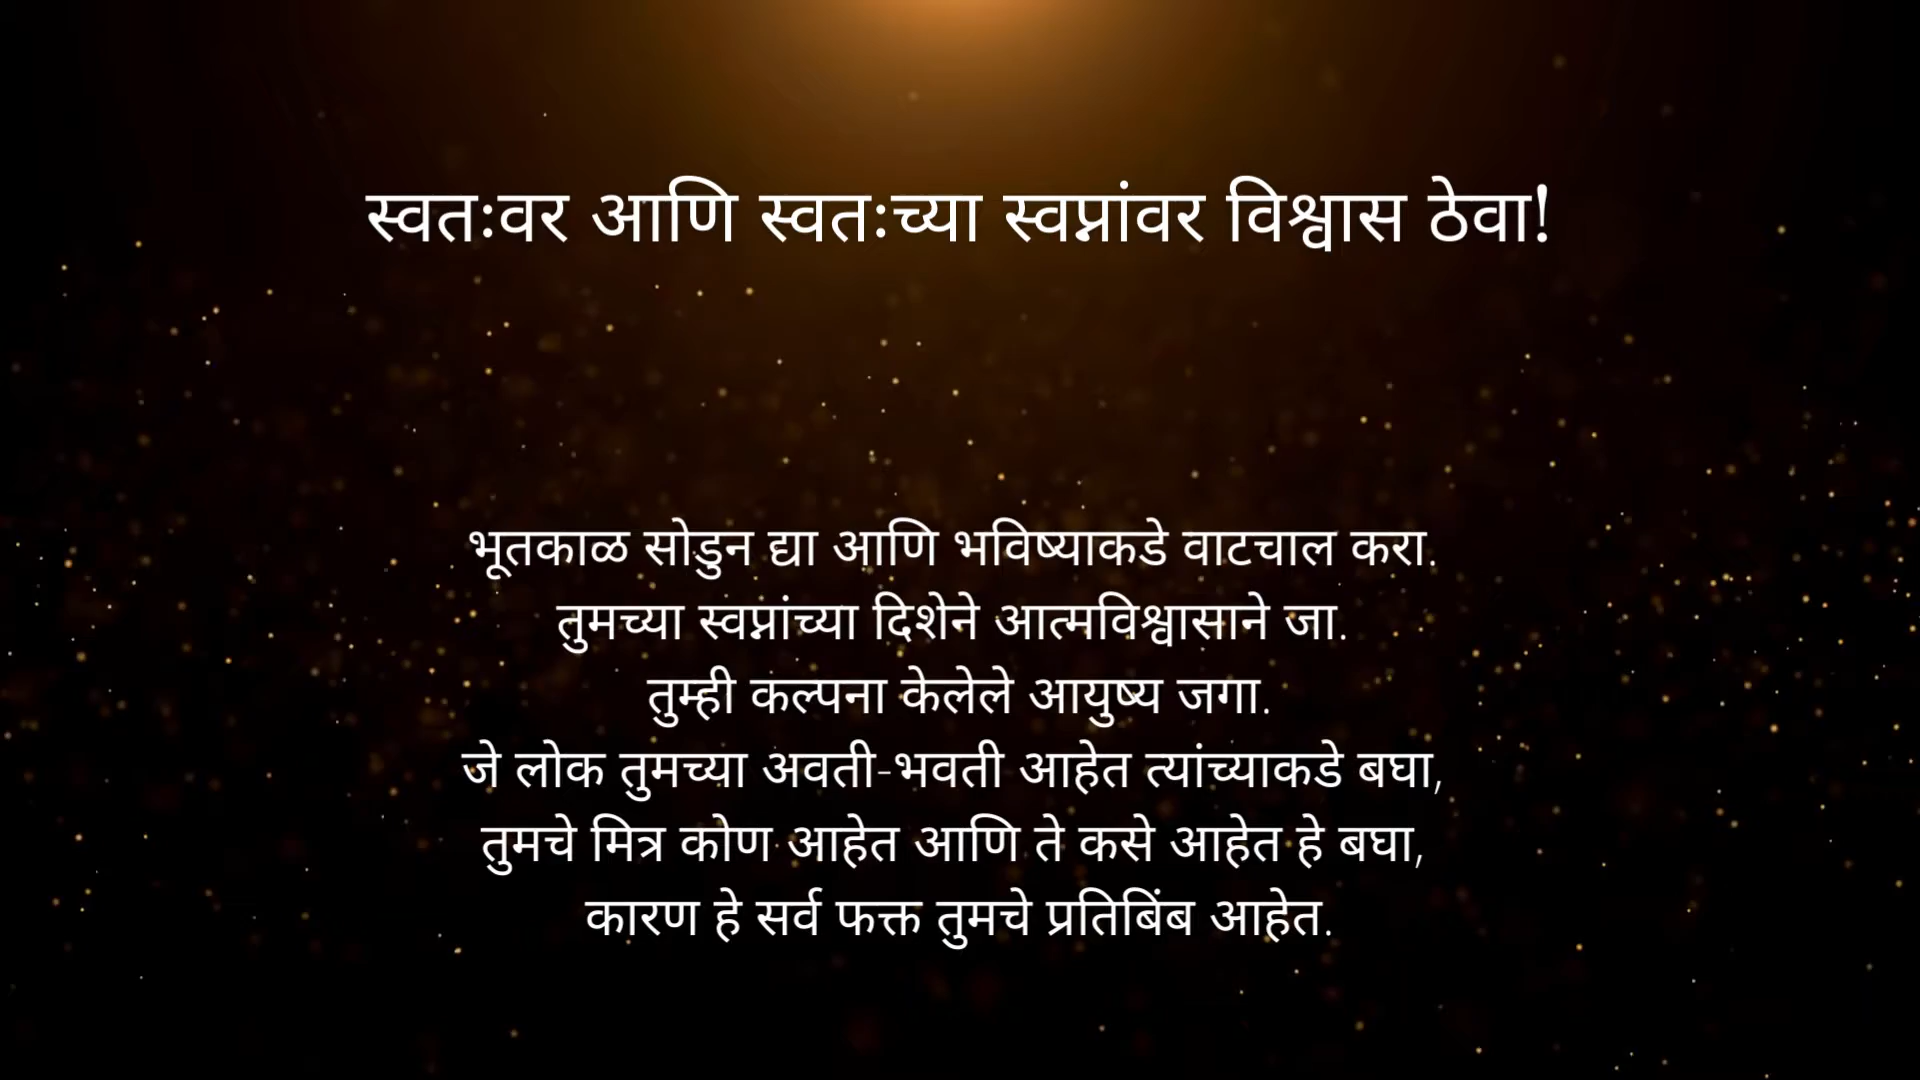 स्वतःवर आणि स्वतःच्या स्वप्नांवर विश्वास ठेवा!
भूतकाळ सोडुन द्या आणि भविष्याकडे वाटचाल करा.
तुमच्या स्वप्नांच्या दिशेने आत्मविश्वासाने जा.
तुम्ही कल्पना केलेले आयुष्य जगा.
जे लोक तुमच्या अवती-भवती आहेत त्यांच्याकडे बघा,
तुमचे मित्र कोण आहेत आणि ते कसे आहेत हे बघा,
कारण हे सर्व फक्त तुमचे प्रतिबिंब आहेत.